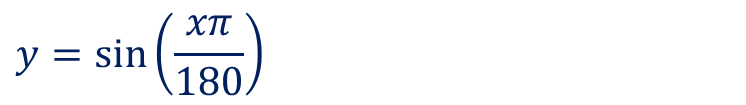 y = sin(xπ/180)